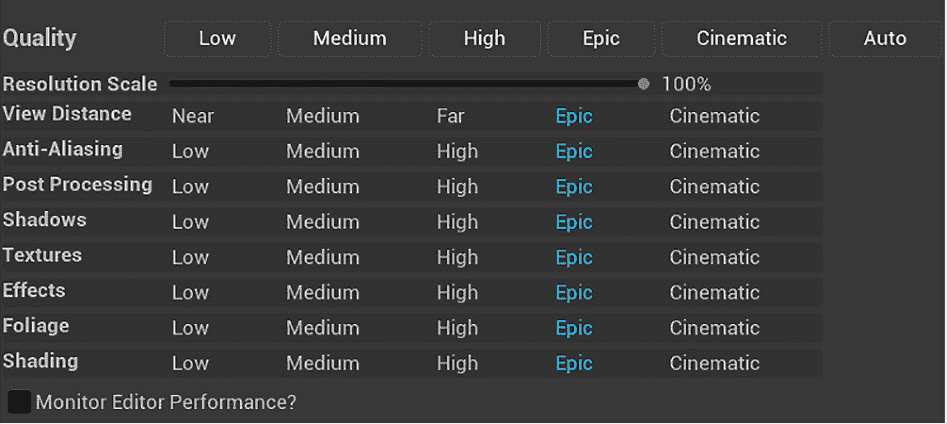 Quality Low Medium High Epic Cinematic Auto
Resolution Scale 100%
View Distance Near Medium Far Epic Cinematic
Anti-Aliasing Low Medium High Epic Cinematic
Post Processing Low Medium High Epic Cinematic
Shadows Low Medium High Epic Cinematic
Textures Low Medium High Epic Cinematic
Effects Low Medium High Epic Cinematic
Foliage Low Medium High Epic Cinematic
Shading Low Medium High Epic Cinematic
Monitor Editor Performance?